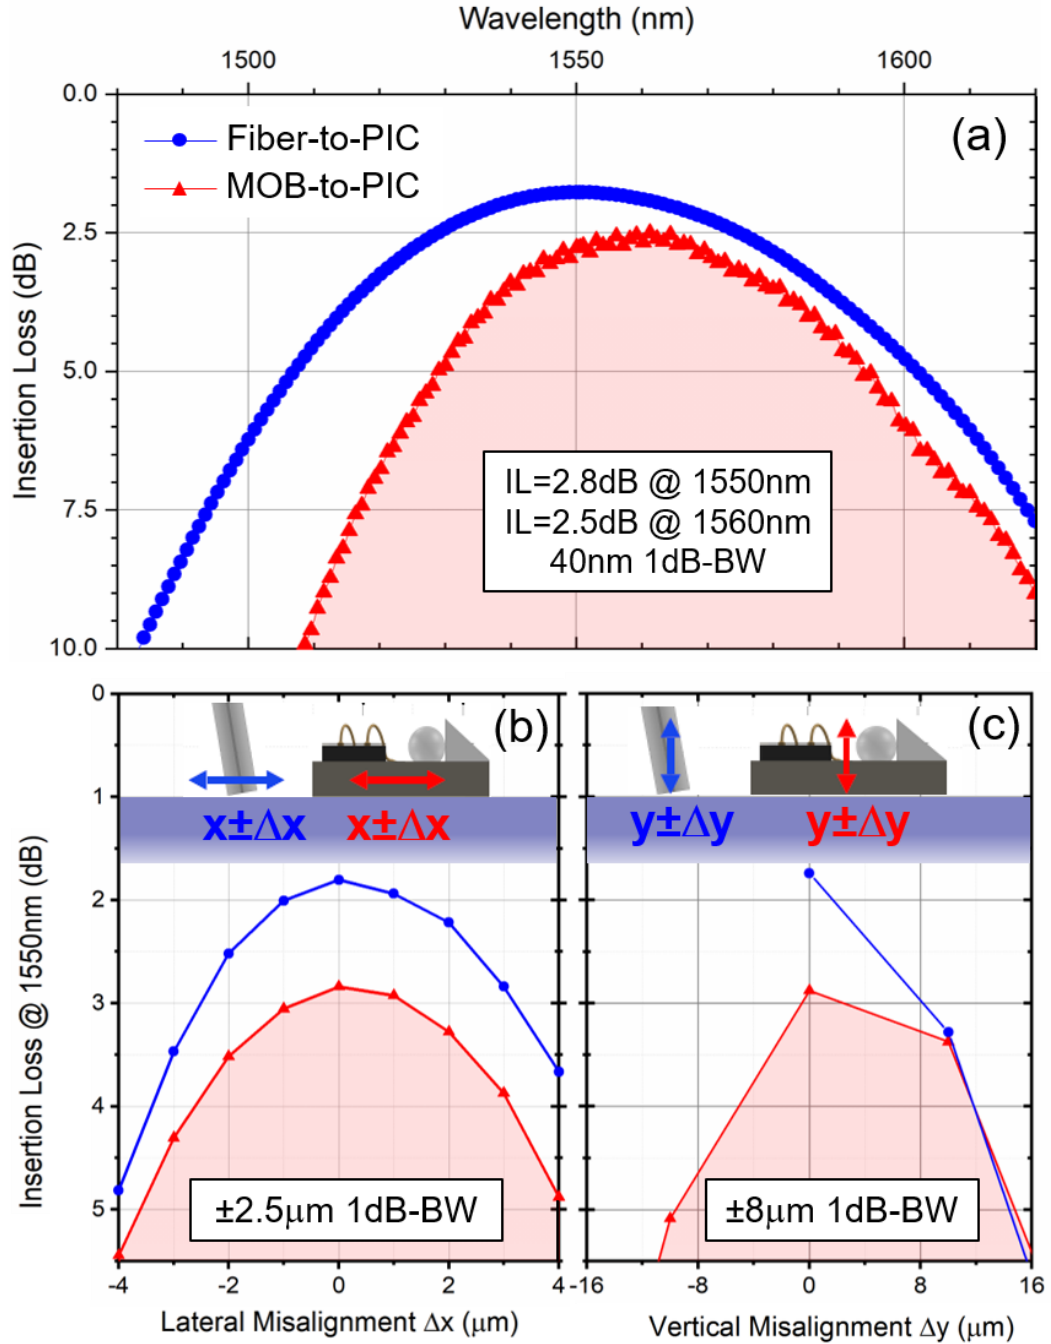 Wavelength (nm)
1500 1550 1600
0.0
2.5
5.0
7.5
10.0
Insertion Loss (dB)
(a)
Fiber-to-PIC
MOB-to-PIC
IL=2.8dB @ 1550nm
IL=2.5dB @ 1560nm
40nm 1dB-BW
0
1
2
3
4
5
Insertion Loss @ 1550nm (dB)
(b)
x±Δx x±Δx
±2.5μm 1dB-BW
-4 -2 0 2 4
Lateral Misalignment Δx (μm)
(c)
y±Δy y±Δy
±8μm 1dB-BW
-16 -8 0 8 16
Vertical Misalignment Δy (μm)